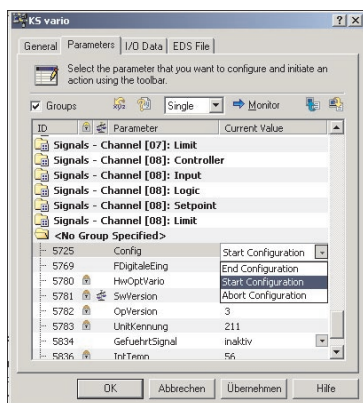 KS vario
General Parameters I/O Data EDS File
Select the parameter that you want to configure and initiate an
action using the toolbar.
Groups Single Monitor
ID Parameter Current Value
Signals - Channel [07]: Limit
Signals - Channel [08]: Controller
Signals - Channel [08]: Input
Signals - Channel [08]: Logic
Signals - Channel [08]: Setpoint
Signals - Channel [08]: Limit
<No Group Specified>
5725 Config Start Configuration
5769 FDigitaleEing End Configuration
5780 HwOptVario Start Configuration
5781 SwVersion Abort Configuration
5782 OpVersion 3
5783 UnitKennung 211
5834 GefuehrtSignal inaktiv
5836 IntTemp 56
OK Abbrechen Übernehmen Hilfe